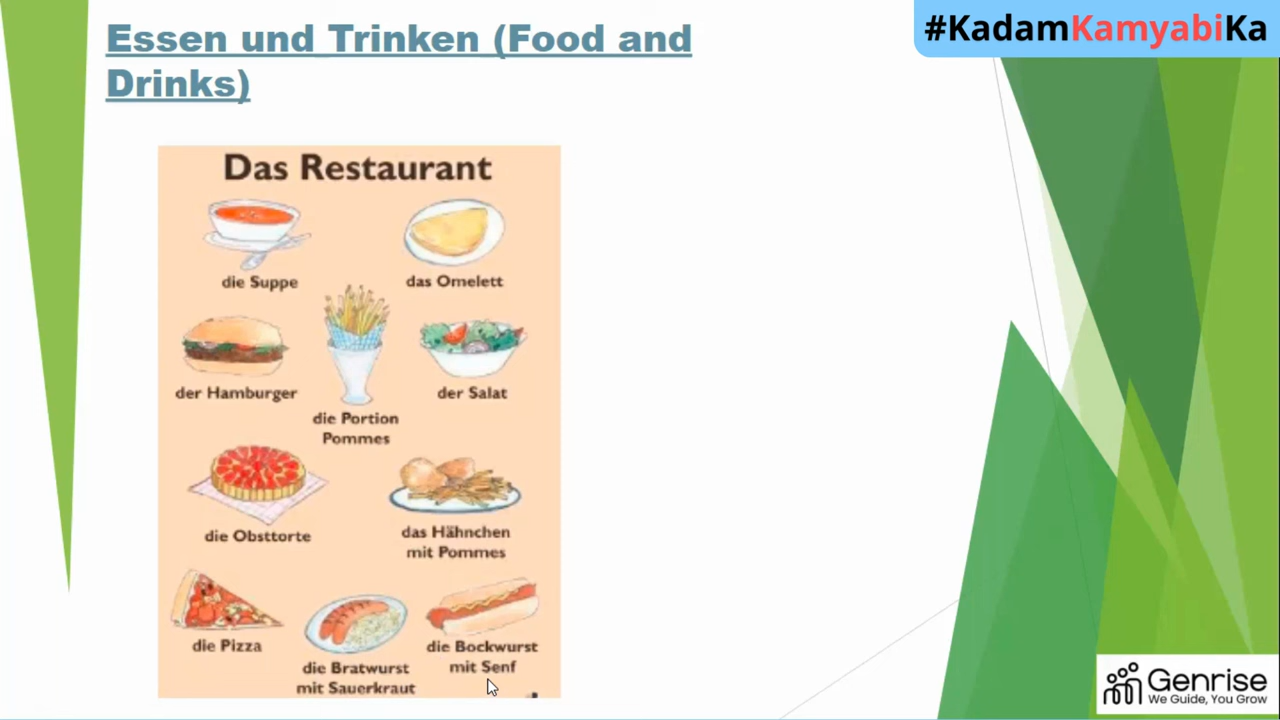 Essen und Trinken (Food and
Drinks)
#KadamKamyabiKa
Das Restaurant
die Suppe
das Omelett
der Hamburger
die Portion
Pommes
der Salat
die Obsttorte
das Hähnchen
mit Pommes
die Pizza
die Bratwurst
mit Sauerkraut
die Bockwurst
mit Senf
Genrise
We Guide, You Grow